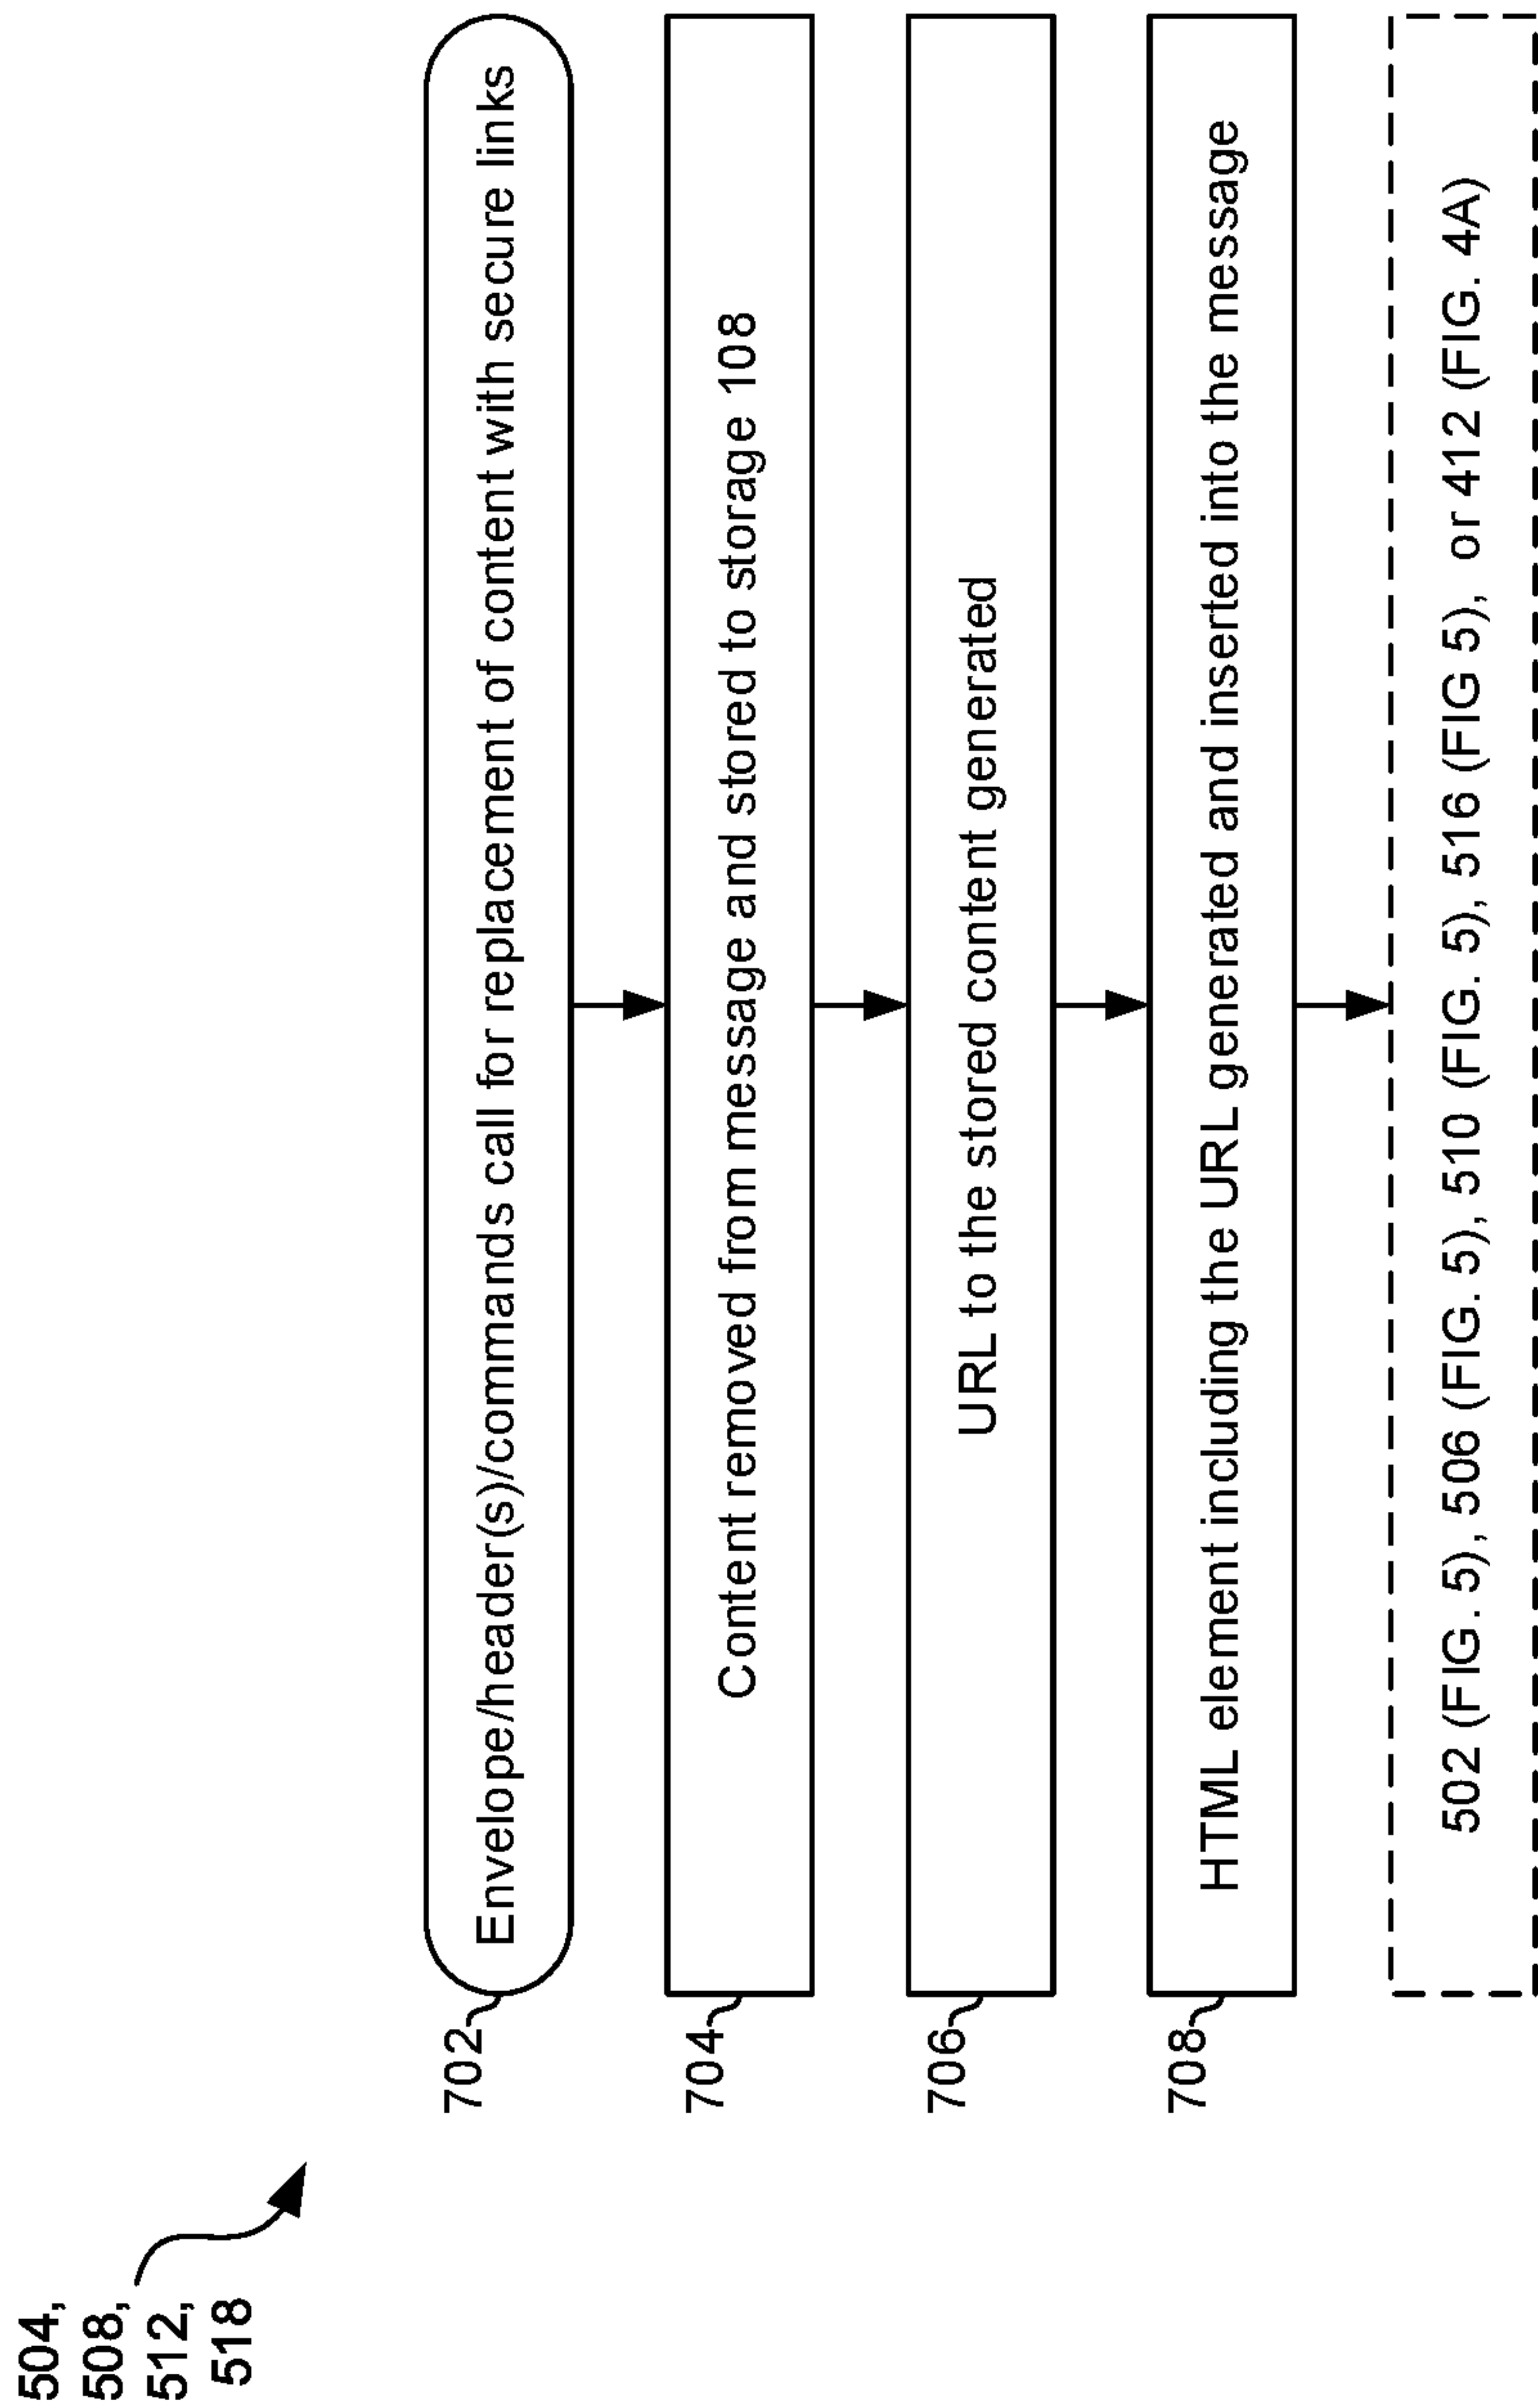 504,
508,
512,
518
702
Envelope/header(s)/commands call for replacement of content with secure links
704
Content removed from message and stored to storage 108
706
URL to the stored content generated
708
HTML element including the URL generated and inserted into the message
502 (FIG. 5), 506 (FIG. 5), 510 (FIG. 5), 516 (FIG 5), or 412 (FIG. 4A)